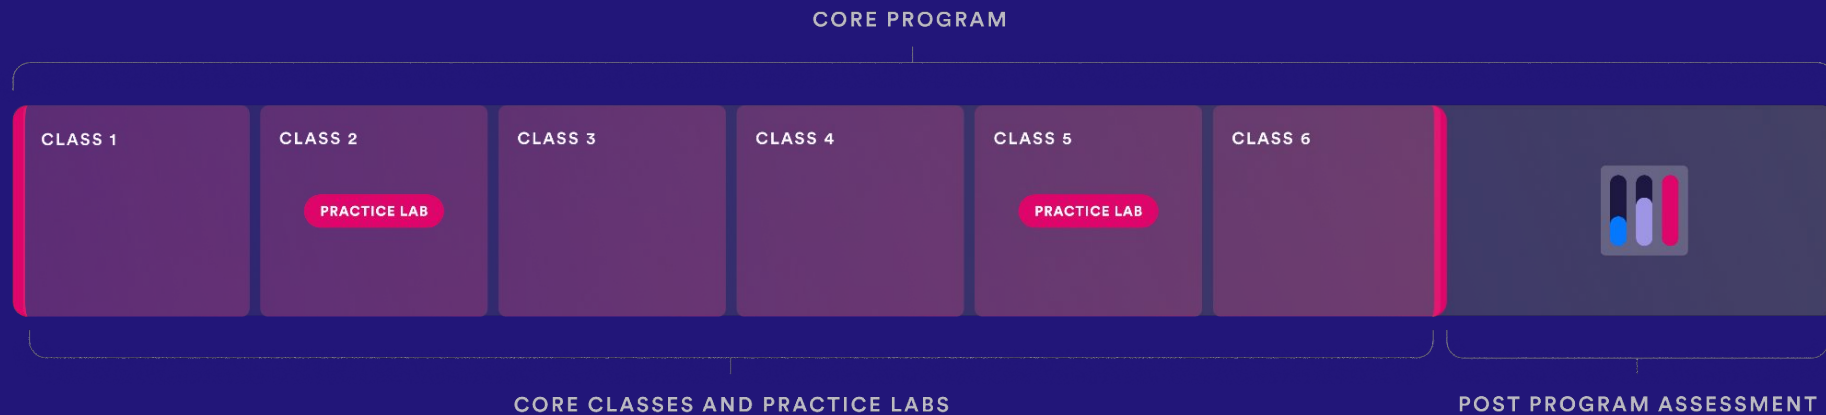 CORE PROGRAM
CLASS 1
CLASS 2
CLASS 3
CLASS 4
CLASS 5
CLASS 6
PRACTICE LAB
PRACTICE LAB
CORE CLASSES AND PRACTICE LABS
POST PROGRAM ASSESSMENT